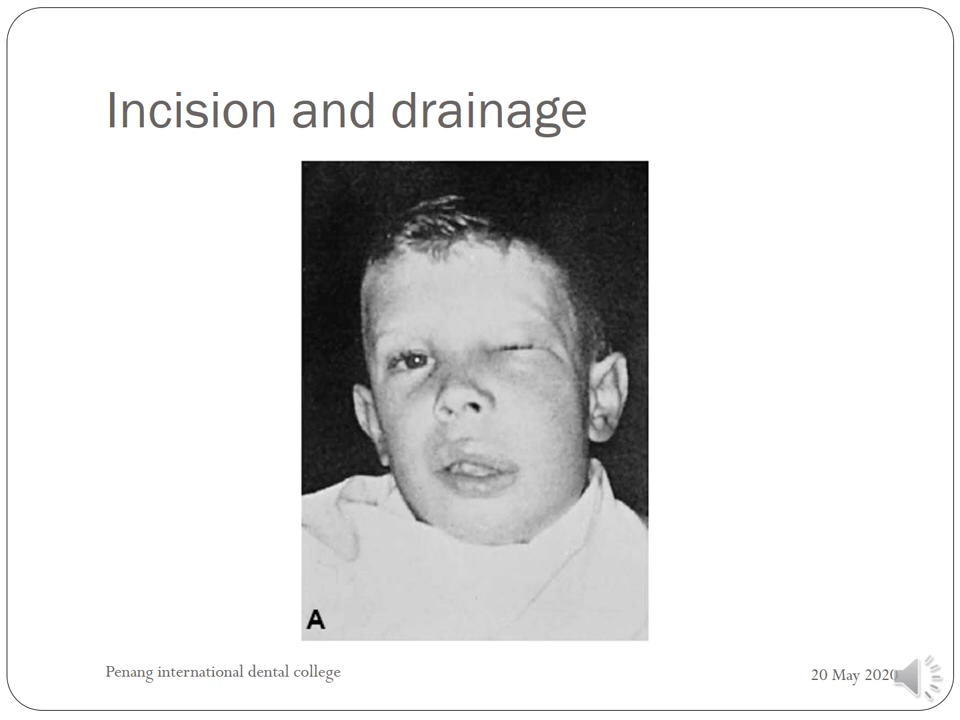 Incision and drainage
A
Penang international dental college
20 May 2020